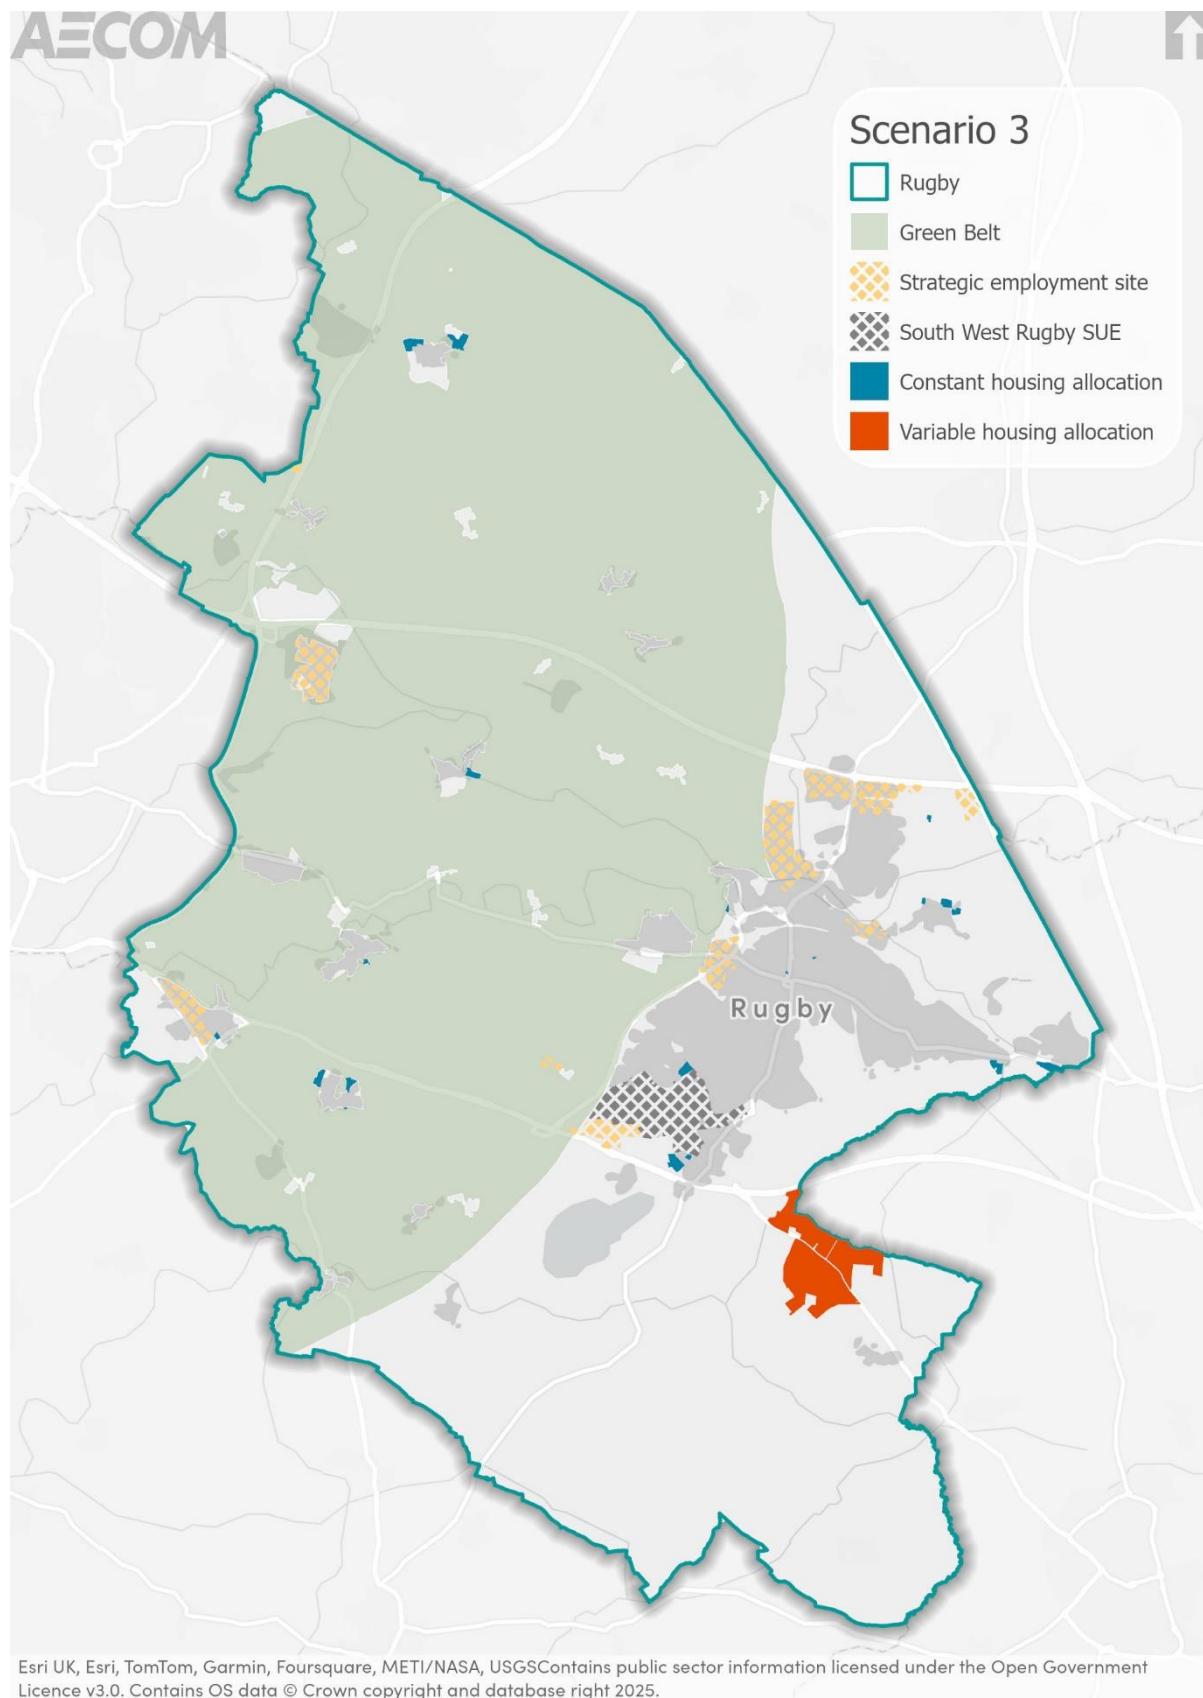 AECOM
Scenario 3
Rugby
Green Belt
Strategic employment site
South West Rugby SUE
Constant housing allocation
Variable housing allocation
Rugby
Esri UK, Esri, TomTom, Garmin, Foursquare, METI/NASA, USGSContains public sector information licensed under the Open Government
Licence v3.0. Contains OS data © Crown copyright and database right 2025.